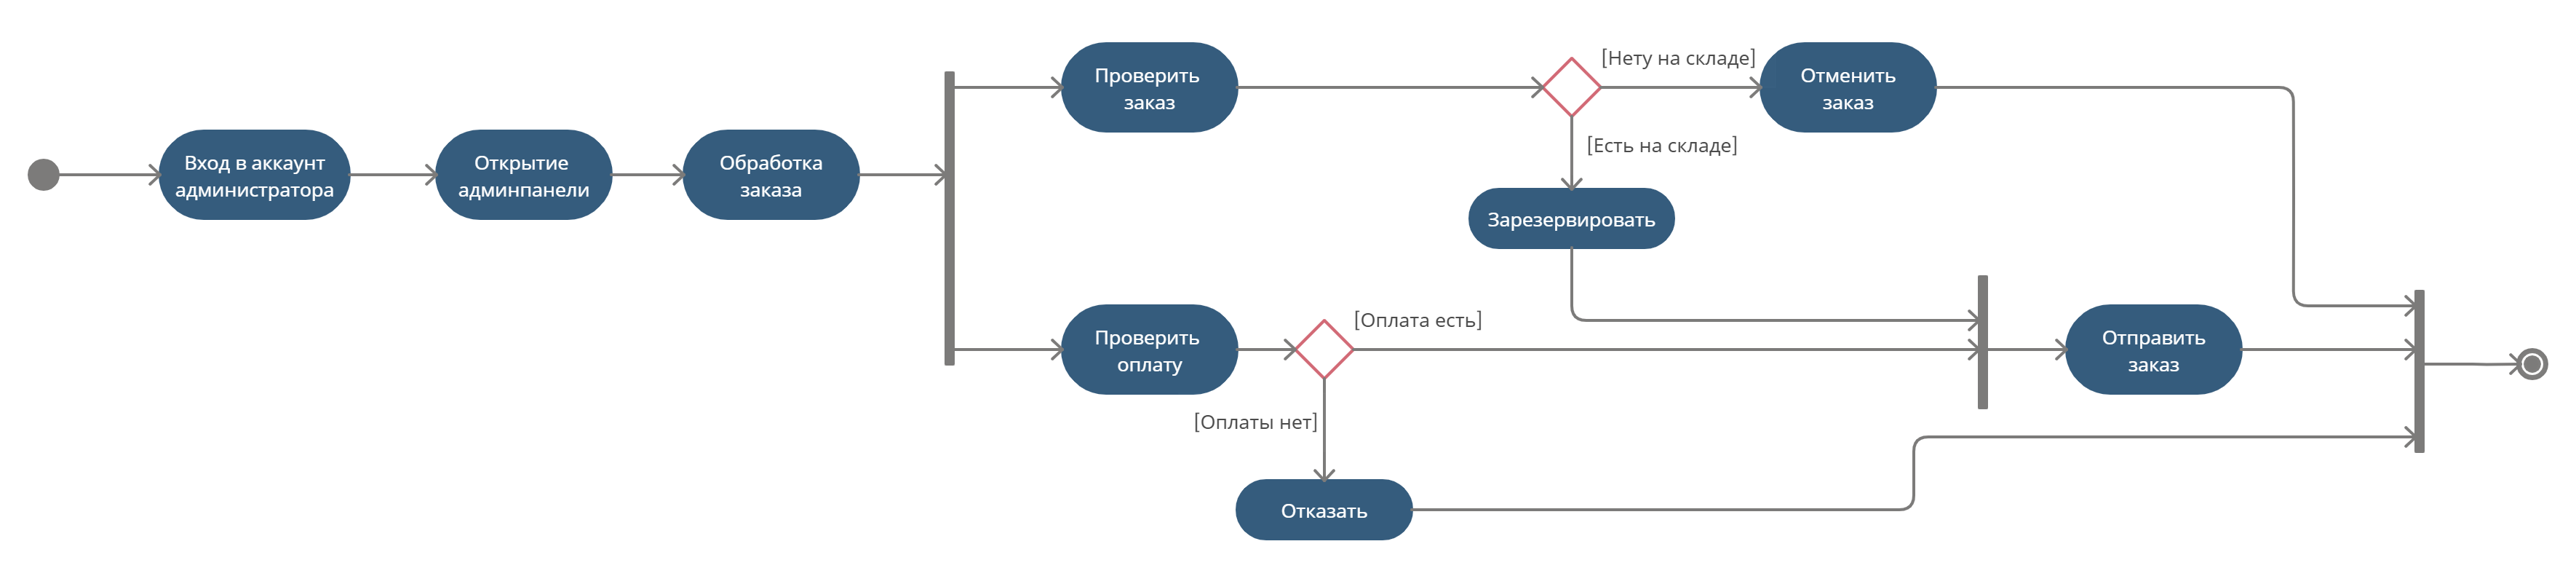 Вход в аккаунт
администратора
Открытие
админпанели
Обработка
заказа
Проверить
заказ
[Нету на складе]
Отменить
заказ
[Есть на складе]
Зарезервировать
Проверить
оплату
[Оплата есть]
Отправить
заказ
[Оплаты нет]
Отказать